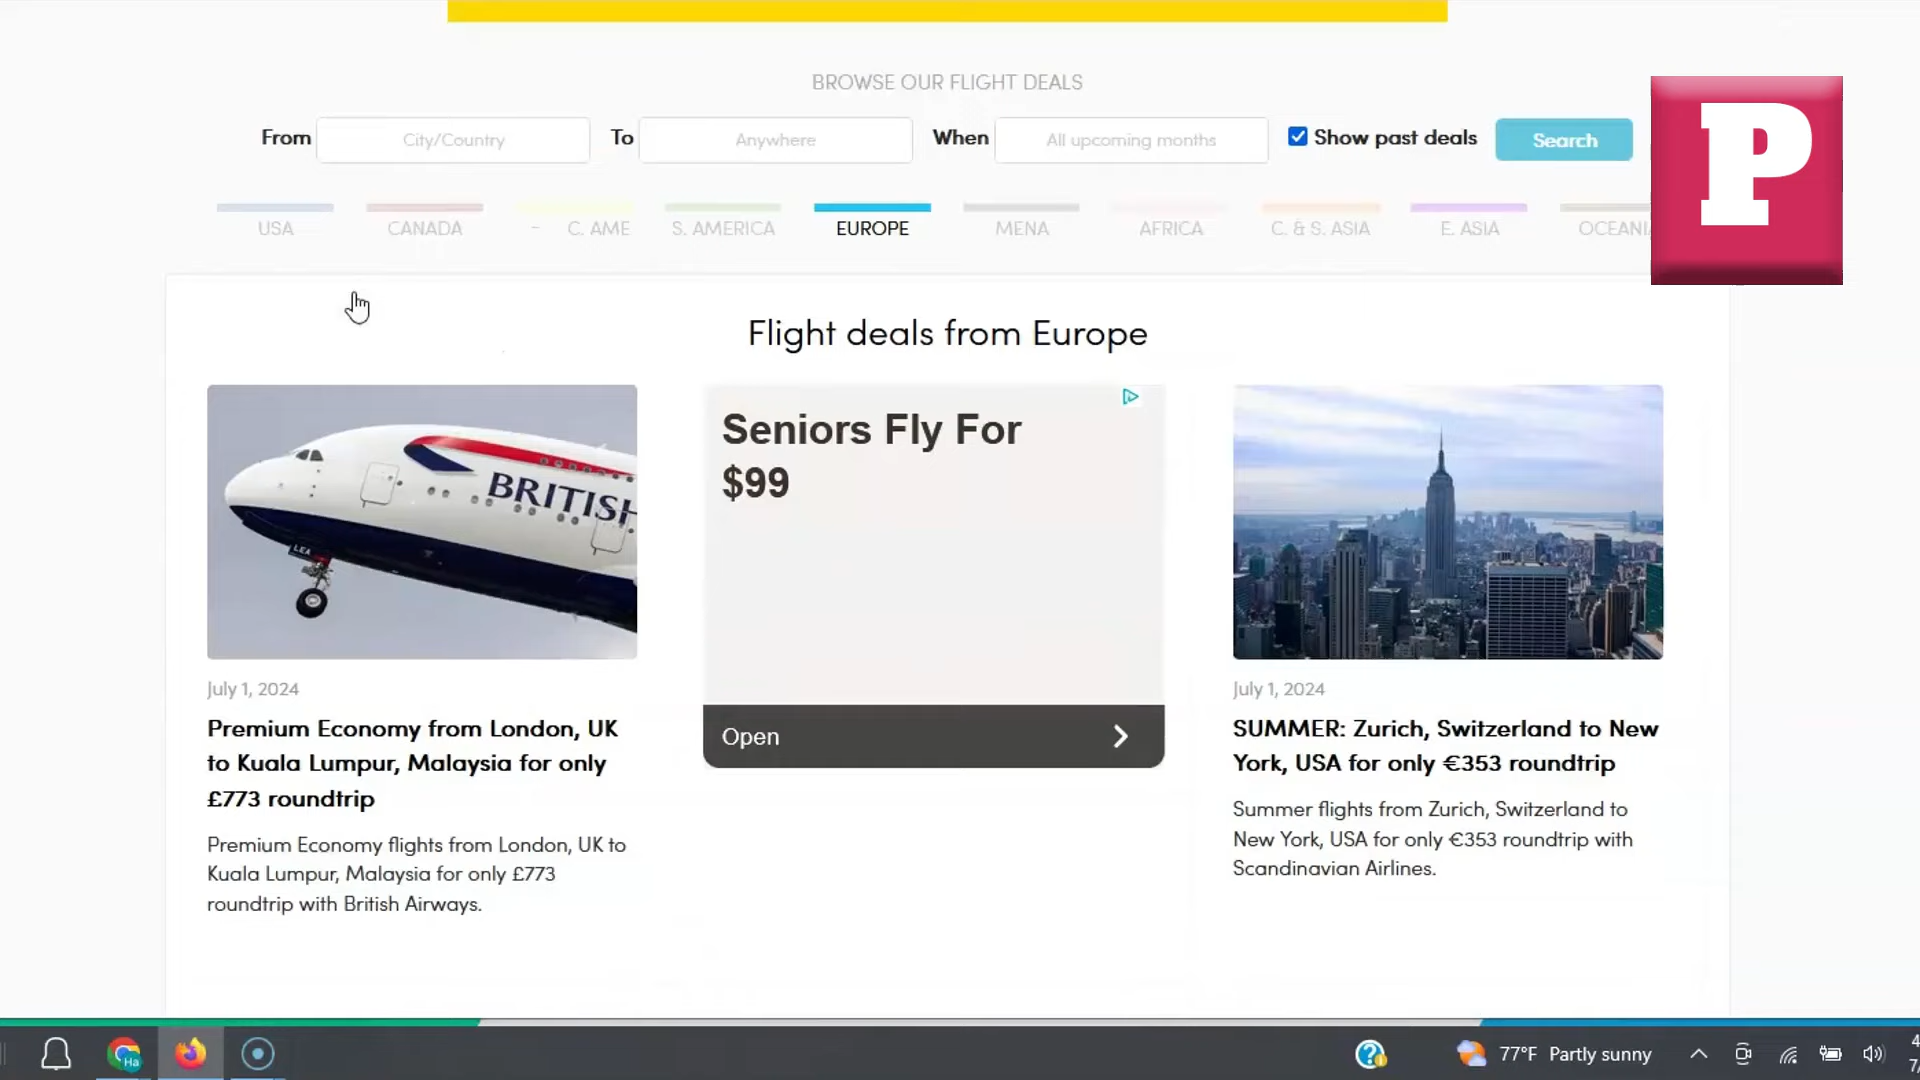 BROWSE OUR FLIGHT DEALS
From City/Country To Anywhere When All upcoming months Show past deals Search
P
USA CANADA - C. AME S. AMERICA EUROPE MENA AFRICA C. & S. ASIA E. ASIA OCEANI
Flight deals from Europe
BRITISH
LEA
July 1, 2024
Premium Economy from London, UK
to Kuala Lumpur, Malaysia for only
£773 roundtrip
Premium Economy flights from London, UK to
Kuala Lumpur, Malaysia for only £773
roundtrip with British Airways.
Seniors Fly For
$99
Open
July 1, 2024
SUMMER: Zurich, Switzerland to New
York, USA for only €353 roundtrip
Summer flights from Zurich, Switzerland to
New York, USA for only €353 roundtrip with
Scandinavian Airlines.
Ha
77°F Partly sunny
4
7/